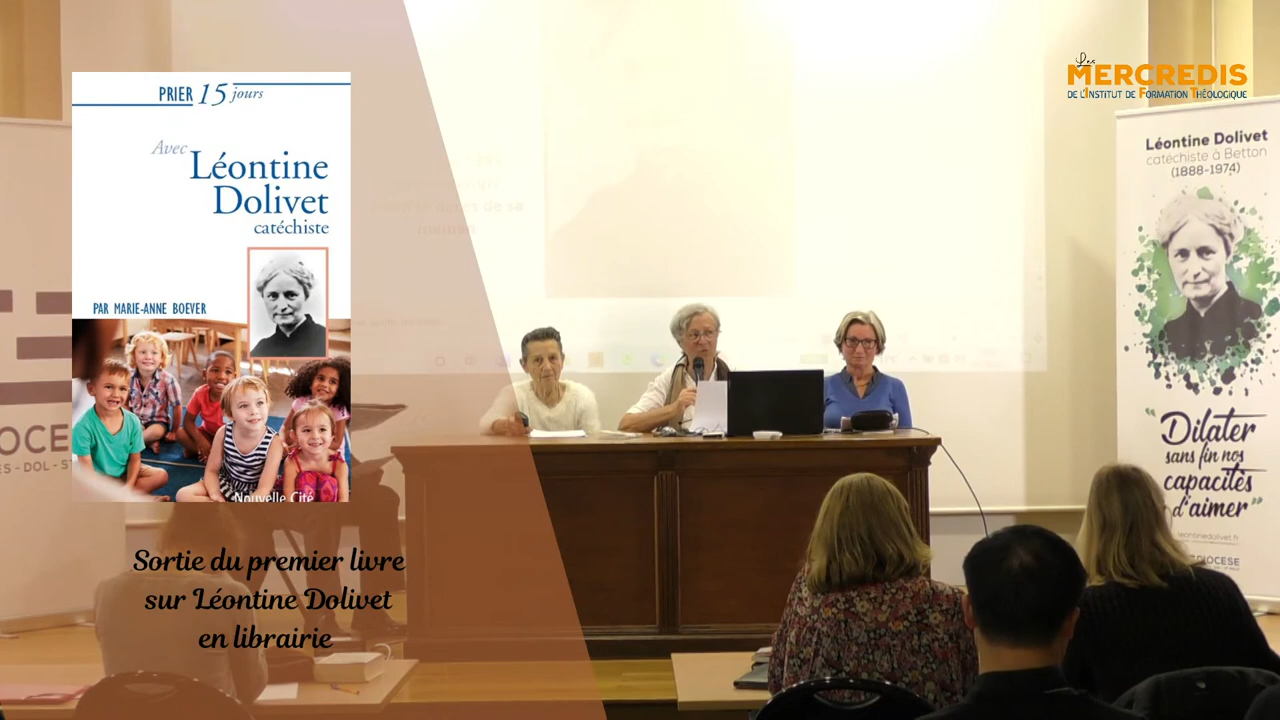 PRIER 15 jours
Avec
Léontine
Dolivet
catéchiste
PAR MARIE-ANNE BOEVER
Nouvelle Cité
Sortie du premier livre
sur Léontine Dolivet
en librairie
Les
MERCREDIS
DE L'INSTITUT DE FORMATION THÉOLOGIQUE
Léontine Dolivet
catéchiste à Betton
(1888-1974)
"Dilater
sans fin nos
capacités
d'aimer"
leontinedolivet.fr
DIOCESE